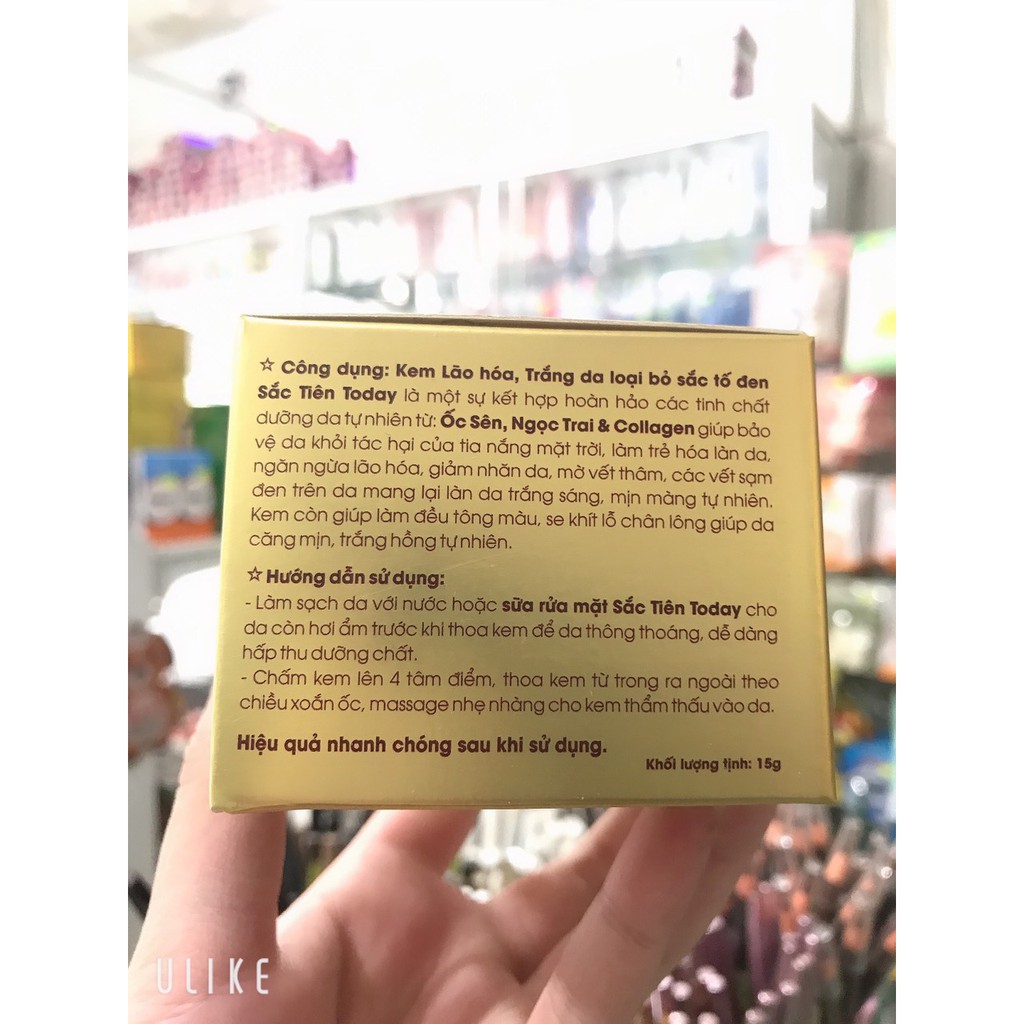 ☆ Công dụng: Kem Lão hóa, Trắng da loại bỏ sắc tố đen
Sắc Tiên Today là một sự kết hợp hoàn hảo các tinh chất
dưỡng da tự nhiên từ: Ốc Sên, Ngọc Trai & Collagen giúp bảo
vệ da khỏi tác hại của tia nắng mặt trời, làm trẻ hóa làn da,
ngăn ngừa lão hóa, giảm nhăn da, mờ vết thâm, các vết sạm
đen trên da mang lại làn da trắng sáng, mịn màng tự nhiên.
Kem còn giúp làm đều tông màu, se khít lỗ chân lông giúp da
căng mịn, trắng hồng tự nhiên.
☆ Hướng dẫn sử dụng:
- Làm sạch da với nước hoặc sữa rửa mặt Sắc Tiên Today cho
da còn hơi ẩm trước khi thoa kem để da thông thoáng, dễ dàng
hấp thu dưỡng chất.
- Chấm kem lên 4 tâm điểm, thoa kem từ trong ra ngoài theo
chiều xoắn ốc, massage nhẹ nhàng cho kem thẩm thấu vào da.
Hiệu quả nhanh chóng sau khi sử dụng.
Khối lượng tịnh: 15g
ULIKE